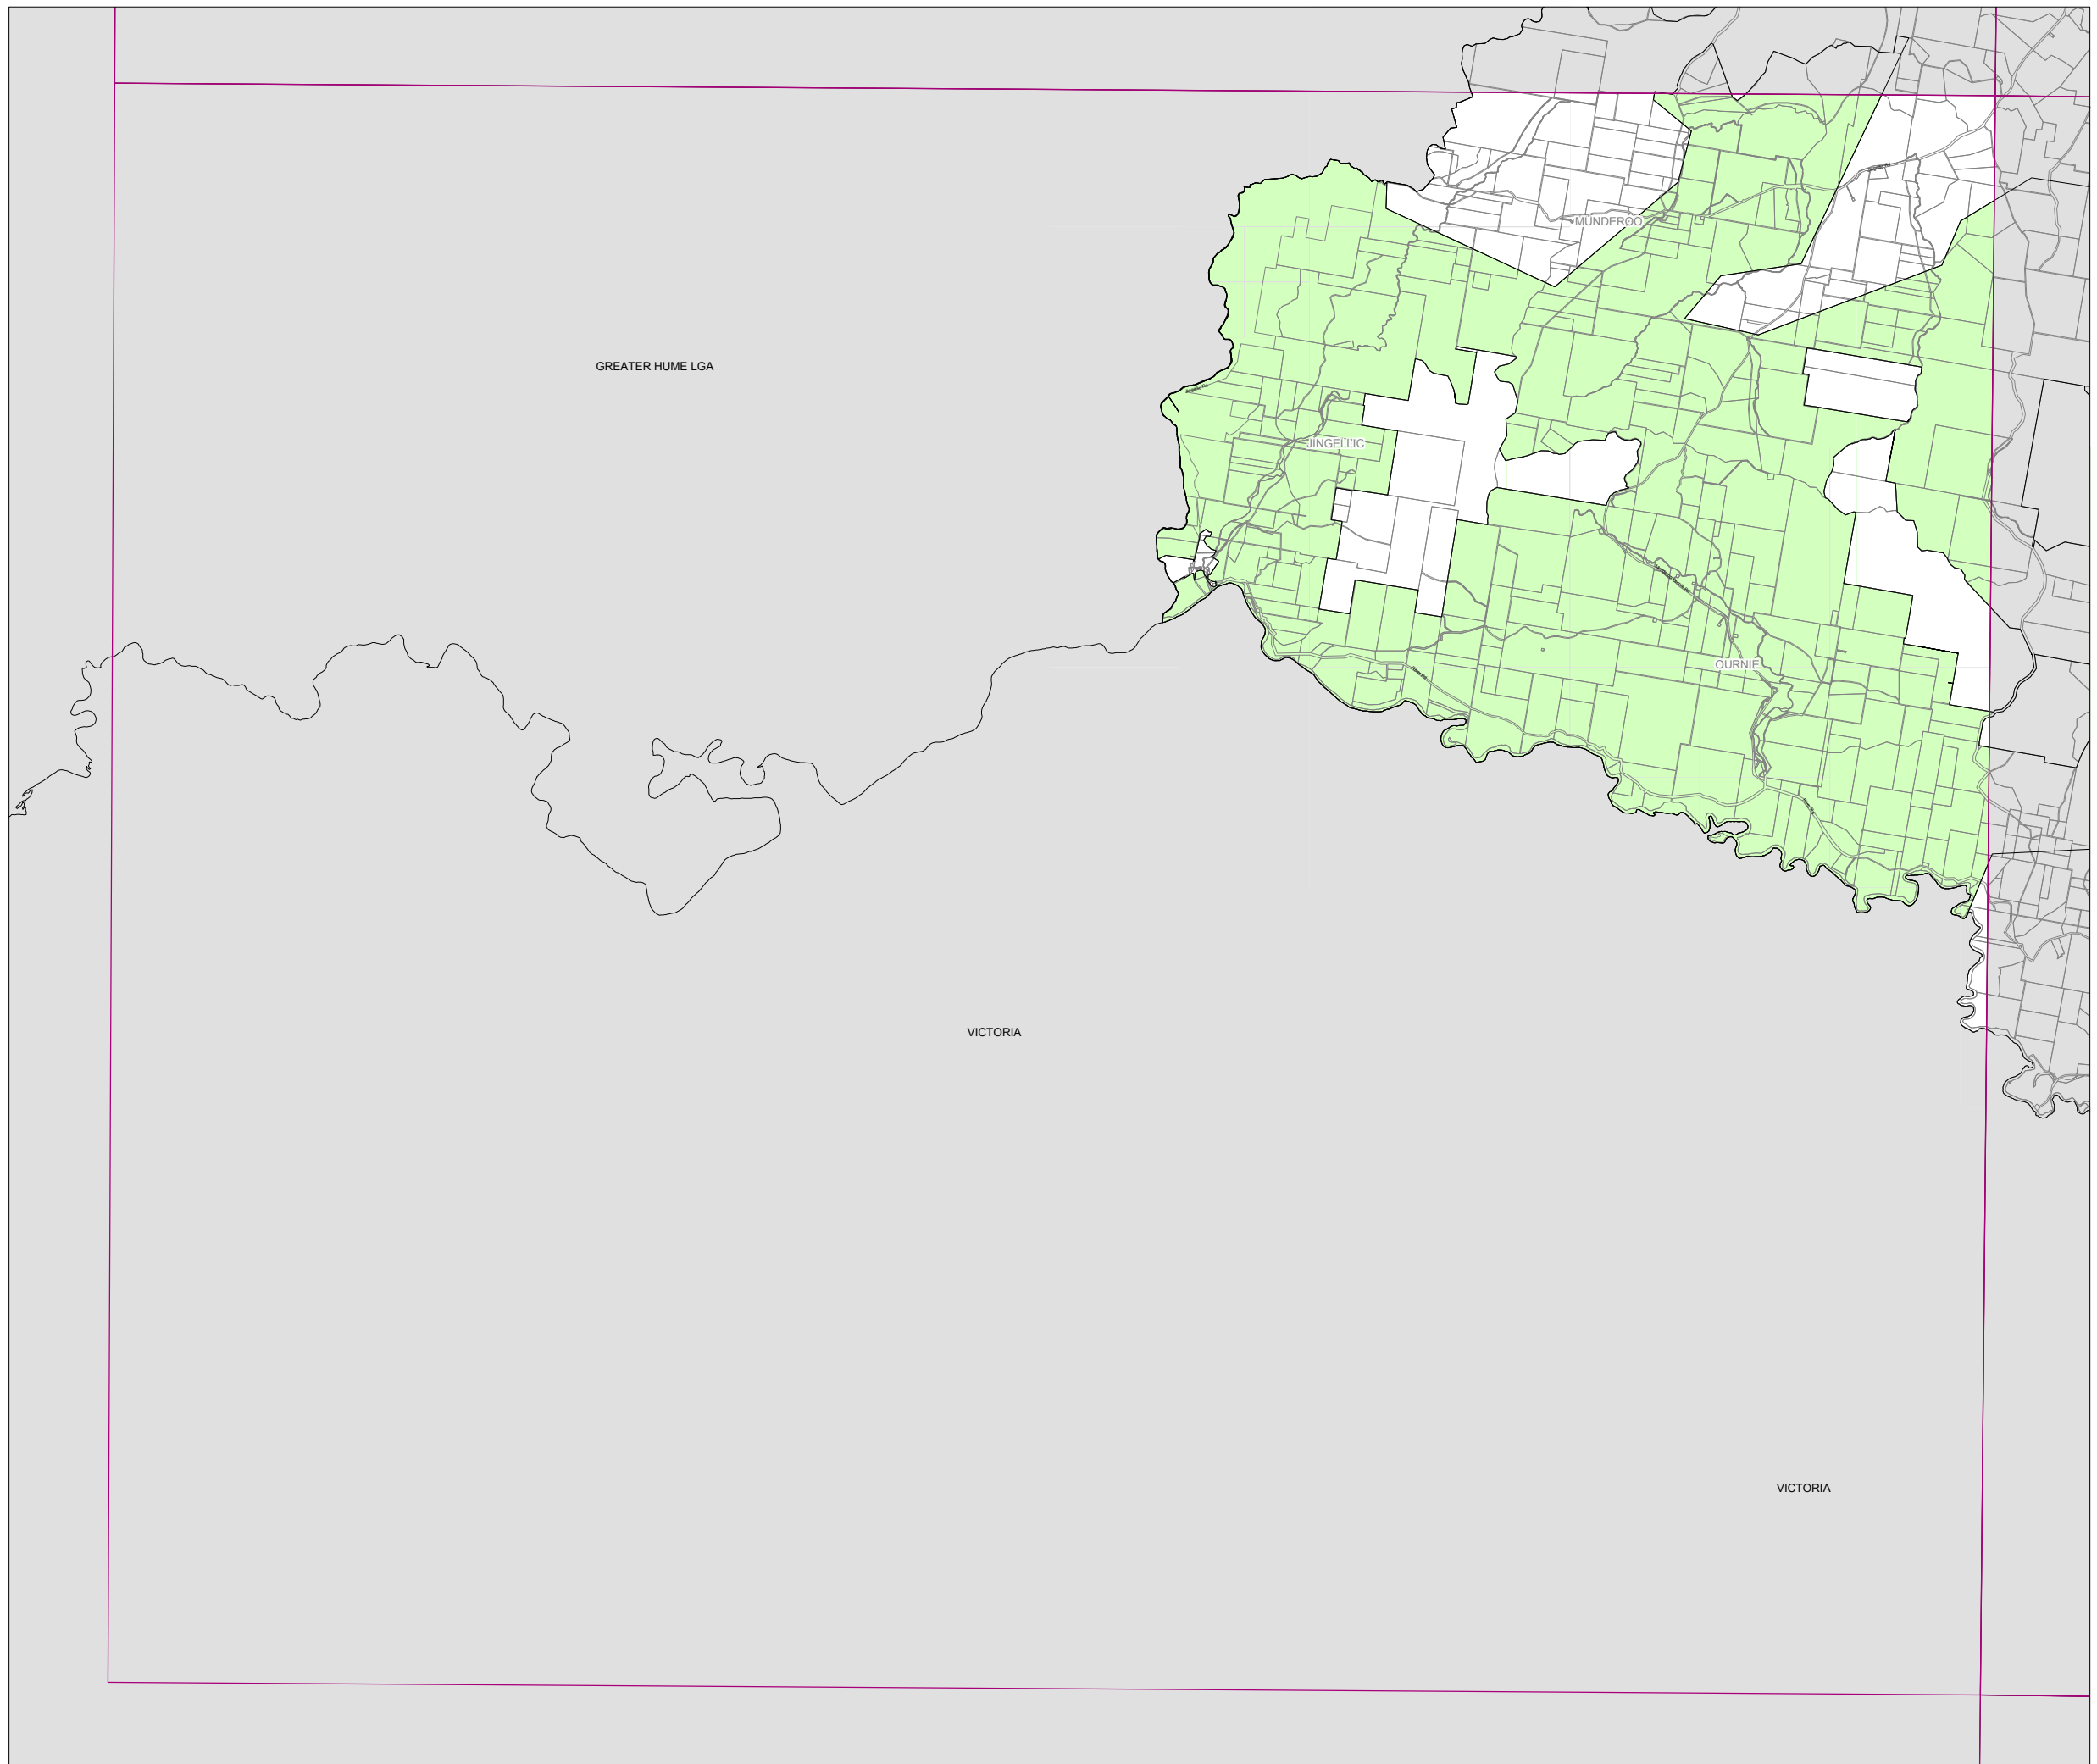 MUNDEROO
GREATER HUME LGA
JINGELLIC
OURNIE
VICTORIA
VICTORIA